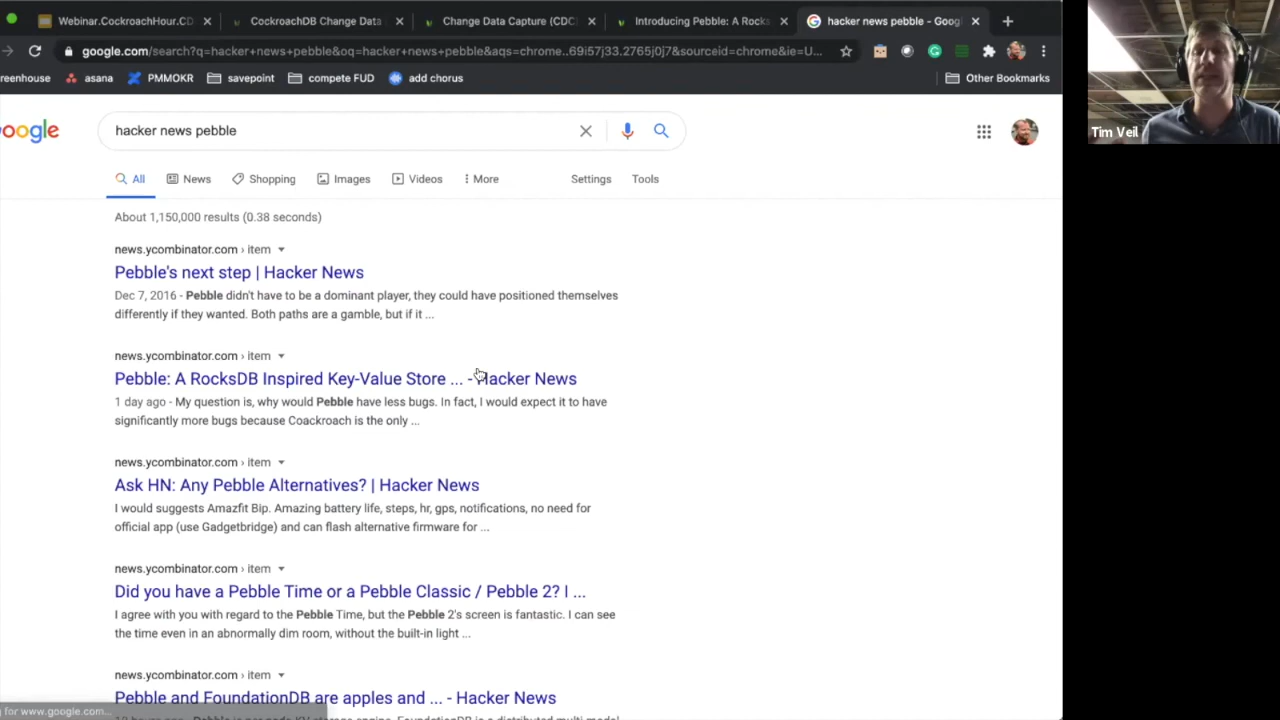 Webinar.CockroachHour.CD
CockroachDB Change Data
Change Data Capture (CDC
Introducing Pebble: A Rocks
hacker news pebble - Goog
google.com/search?q=hacker+news+pebble&oq=hacker+news+pebble&aqs=chrome..69i57j33.2765j0j7&sourceid=chrome&ie=U...
reenhouse
asana
PMMOKR
savepoint
compete FUD
add chorus
Other Bookmarks
Tim Veil
oogle
hacker news pebble
All
News
Shopping
Images
Videos
More
Settings
Tools
About 1,150,000 results (0.38 seconds)
news.ycombinator.com › item
Pebble's next step | Hacker News
Dec 7, 2016 - Pebble didn't have to be a dominant player, they could have positioned themselves
differently if they wanted. Both paths are a gamble, but if it ...
news.ycombinator.com › item
Pebble: A RocksDB Inspired Key-Value Store ... - Hacker News
1 day ago - My question is, why would Pebble have less bugs. In fact, I would expect it to have
significantly more bugs because Coackroach is the only ...
news.ycombinator.com › item
Ask HN: Any Pebble Alternatives? | Hacker News
I would suggests Amazfit Bip. Amazing battery life, steps, hr, gps, notifications, no need for
official app (use Gadgetbridge) and can flash alternative firmware for ...
news.ycombinator.com › item
Did you have a Pebble Time or a Pebble Classic / Pebble 2? I ...
I agree with you with regard to the Pebble Time, but the Pebble 2's screen is fantastic. I can see
the time even in an abnormally dim room, without the built-in light ...
news.ycombinator.com › item
Pebble and FoundationDB are apples and ... - Hacker News
g for www.google.com...